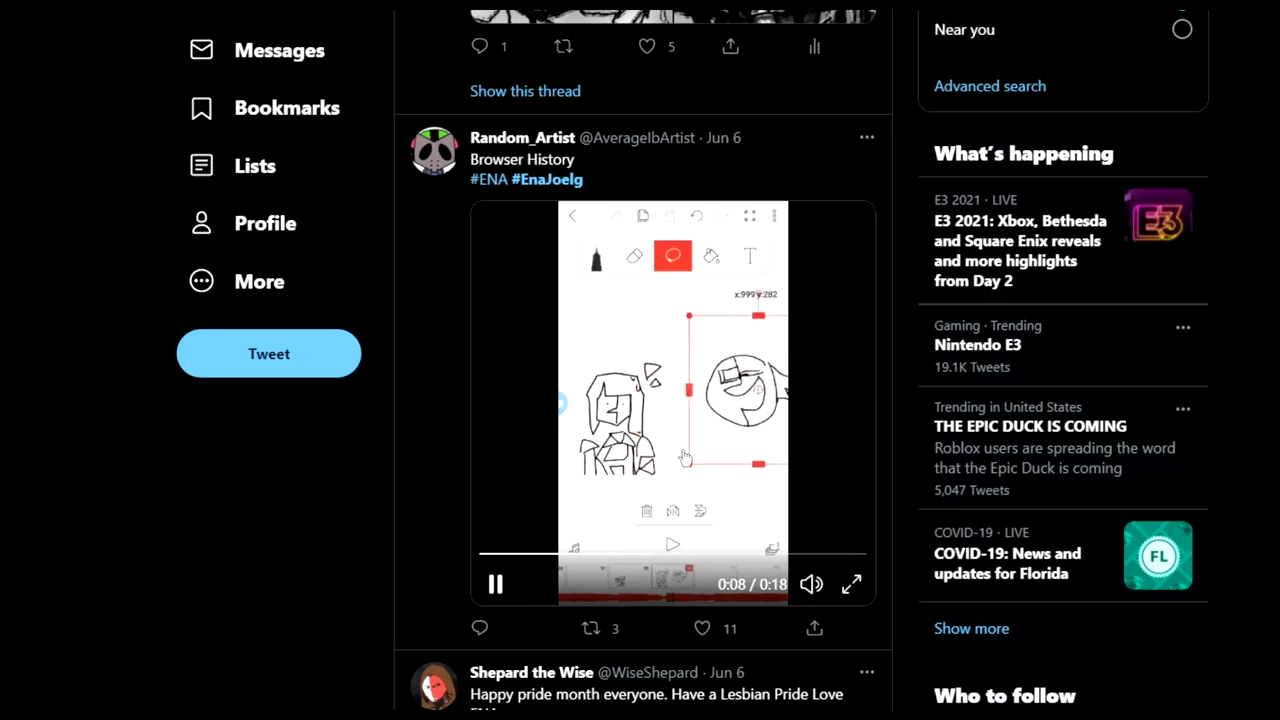 Messages
Bookmarks
Lists
Profile
More
Tweet
1
5
Show this thread
Random_Artist @AverageIbArtist · Jun 6
Browser History
#ENA #EnaJoelg
T
x:999 y:282
0:08 / 0:18
3
11
Shepard the Wise @WiseShepard · Jun 6
Happy pride month everyone. Have a Lesbian Pride Love
Near you
Advanced search
What's happening
E3 2021 · LIVE
E3 2021: Xbox, Bethesda
and Square Enix reveals
and more highlights
from Day 2
E3
Gaming · Trending
Nintendo E3
19.1K Tweets
Trending in United States
THE EPIC DUCK IS COMING
Roblox users are spreading the word
that the Epic Duck is coming
5,047 Tweets
COVID-19 · LIVE
COVID-19: News and
updates for Florida
FL
Show more
Who to follow